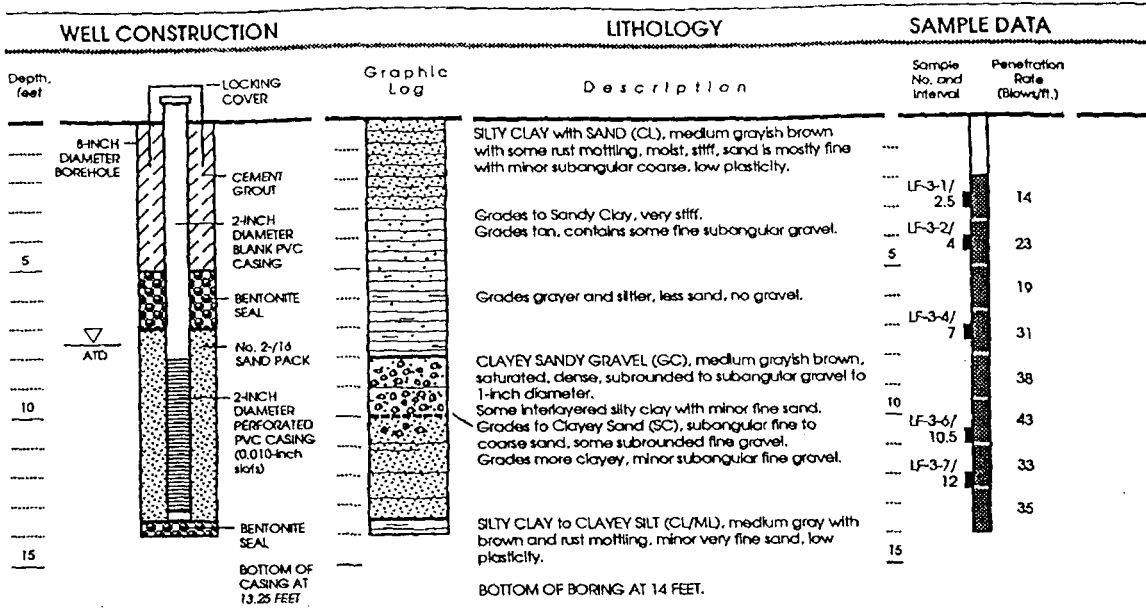 WELL CONSTRUCTION
LITHOLOGY
SAMPLE DATA
Depth,
feet
LOCKING
COVER
Graphic
Log
Description
Sample
No. and
Interval
Penetration
Rate
(Blows/ft.)
8-INCH
DIAMETER
BOREHOLE
CEMENT
GROUT
2-INCH
DIAMETER
BLANK PVC
CASING
5
BENTONITE
SEAL
ATD
No. 2-/16
SAND PACK
10
2-INCH
DIAMETER
PERFORATED
PVC CASING
(0.010-inch
slots)
BENTONITE
SEAL
15
BOTTOM OF
CASING AT
13.25 FEET
SILTY CLAY with SAND (CL), medium grayish brown
with some rust mottling, moist, stiff, sand is mostly fine
with minor subangular coarse, low plasticity.
Grades to Sandy Clay, very stiff.
Grades tan, contains some fine subangular gravel.
Grades grayer and siltier, less sand, no gravel.
CLAYEY SANDY GRAVEL (GC), medium grayish brown,
saturated, dense, subrounded to subangular gravel to
1-inch diameter.
Some interlayered silty clay with minor fine sand.
Grades to Clayey Sand (SC), subangular fine to
coarse sand, some subrounded fine gravel.
Grades more clayey, minor subangular fine gravel.
SILTY CLAY to CLAYEY SILT (CL/ML), medium gray with
brown and rust mottling, minor very fine sand, low
plasticity.
BOTTOM OF BORING AT 14 FEET.
LF-3-1/
2.5
14
LF-3-2/
4
23
5
19
LF-3-4/
7
31
38
10
LF-3-6/
10.5
43
LF-3-7/
12
33
35
15